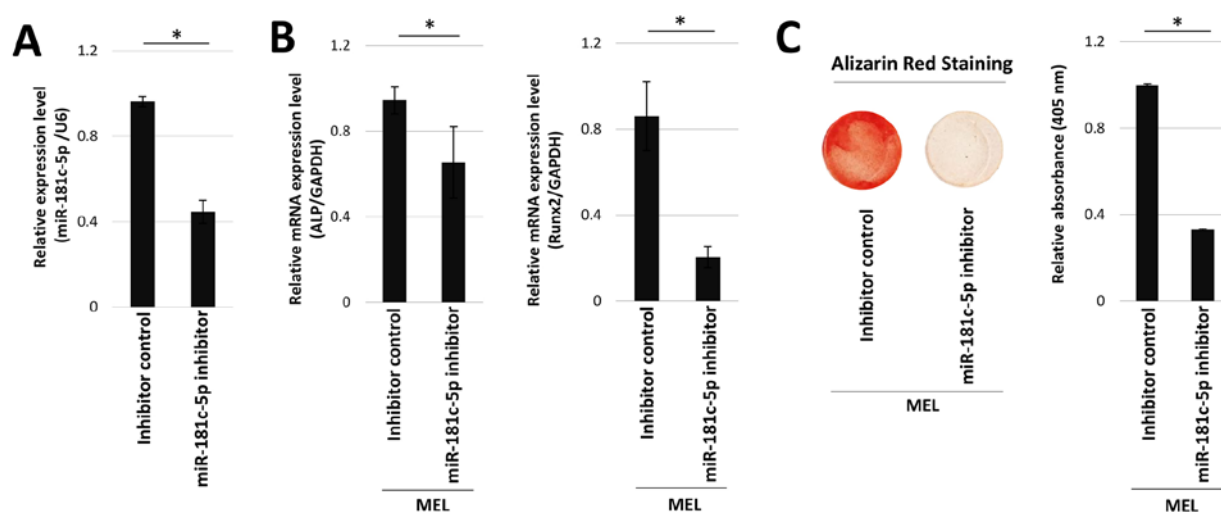 A
Relative expression level
(miR-181c-5p /U6)
1.2
0.8
0.4
0
*
Inhibitor control
miR-181c-5p inhibitor
B
Relative mRNA expression level
(ALP/GAPDH)
1.2
0.8
0.4
0
*
Inhibitor control
miR-181c-5p inhibitor
MEL
Relative mRNA expression level
(Runx2/GAPDH)
1.2
0.8
0.4
0
*
Inhibitor control
miR-181c-5p inhibitor
MEL
C
Alizarin Red Staining
Inhibitor control
miR-181c-5p inhibitor
MEL
Relative absorbance (405 nm)
1.2
0.8
0.4
0
*
Inhibitor control
miR-181c-5p inhibitor
MEL